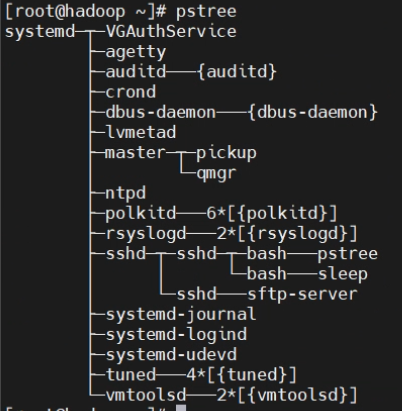 [root@hadoop ~]# pstree
systemd─┬─VGAuthService
        ├─agetty
        ├─auditd───{auditd}
        ├─crond
        ├─dbus-daemon───{dbus-daemon}
        ├─lvmetad
        ├─master─┬─pickup
        │        └─qmgr
        ├─ntpd
        ├─polkitd───6*[{polkitd}]
        ├─rsyslogd───2*[{rsyslogd}]
        ├─sshd─┬─sshd─┬─bash───pstree
        │      │      └─bash───sleep
        │      └─sshd───sftp-server
        ├─systemd-journal
        ├─systemd-logind
        ├─systemd-udevd
        ├─tuned───4*[{tuned}]
        └─vmtoolsd───2*[{vmtoolsd}]
[root@hadoop ~]#